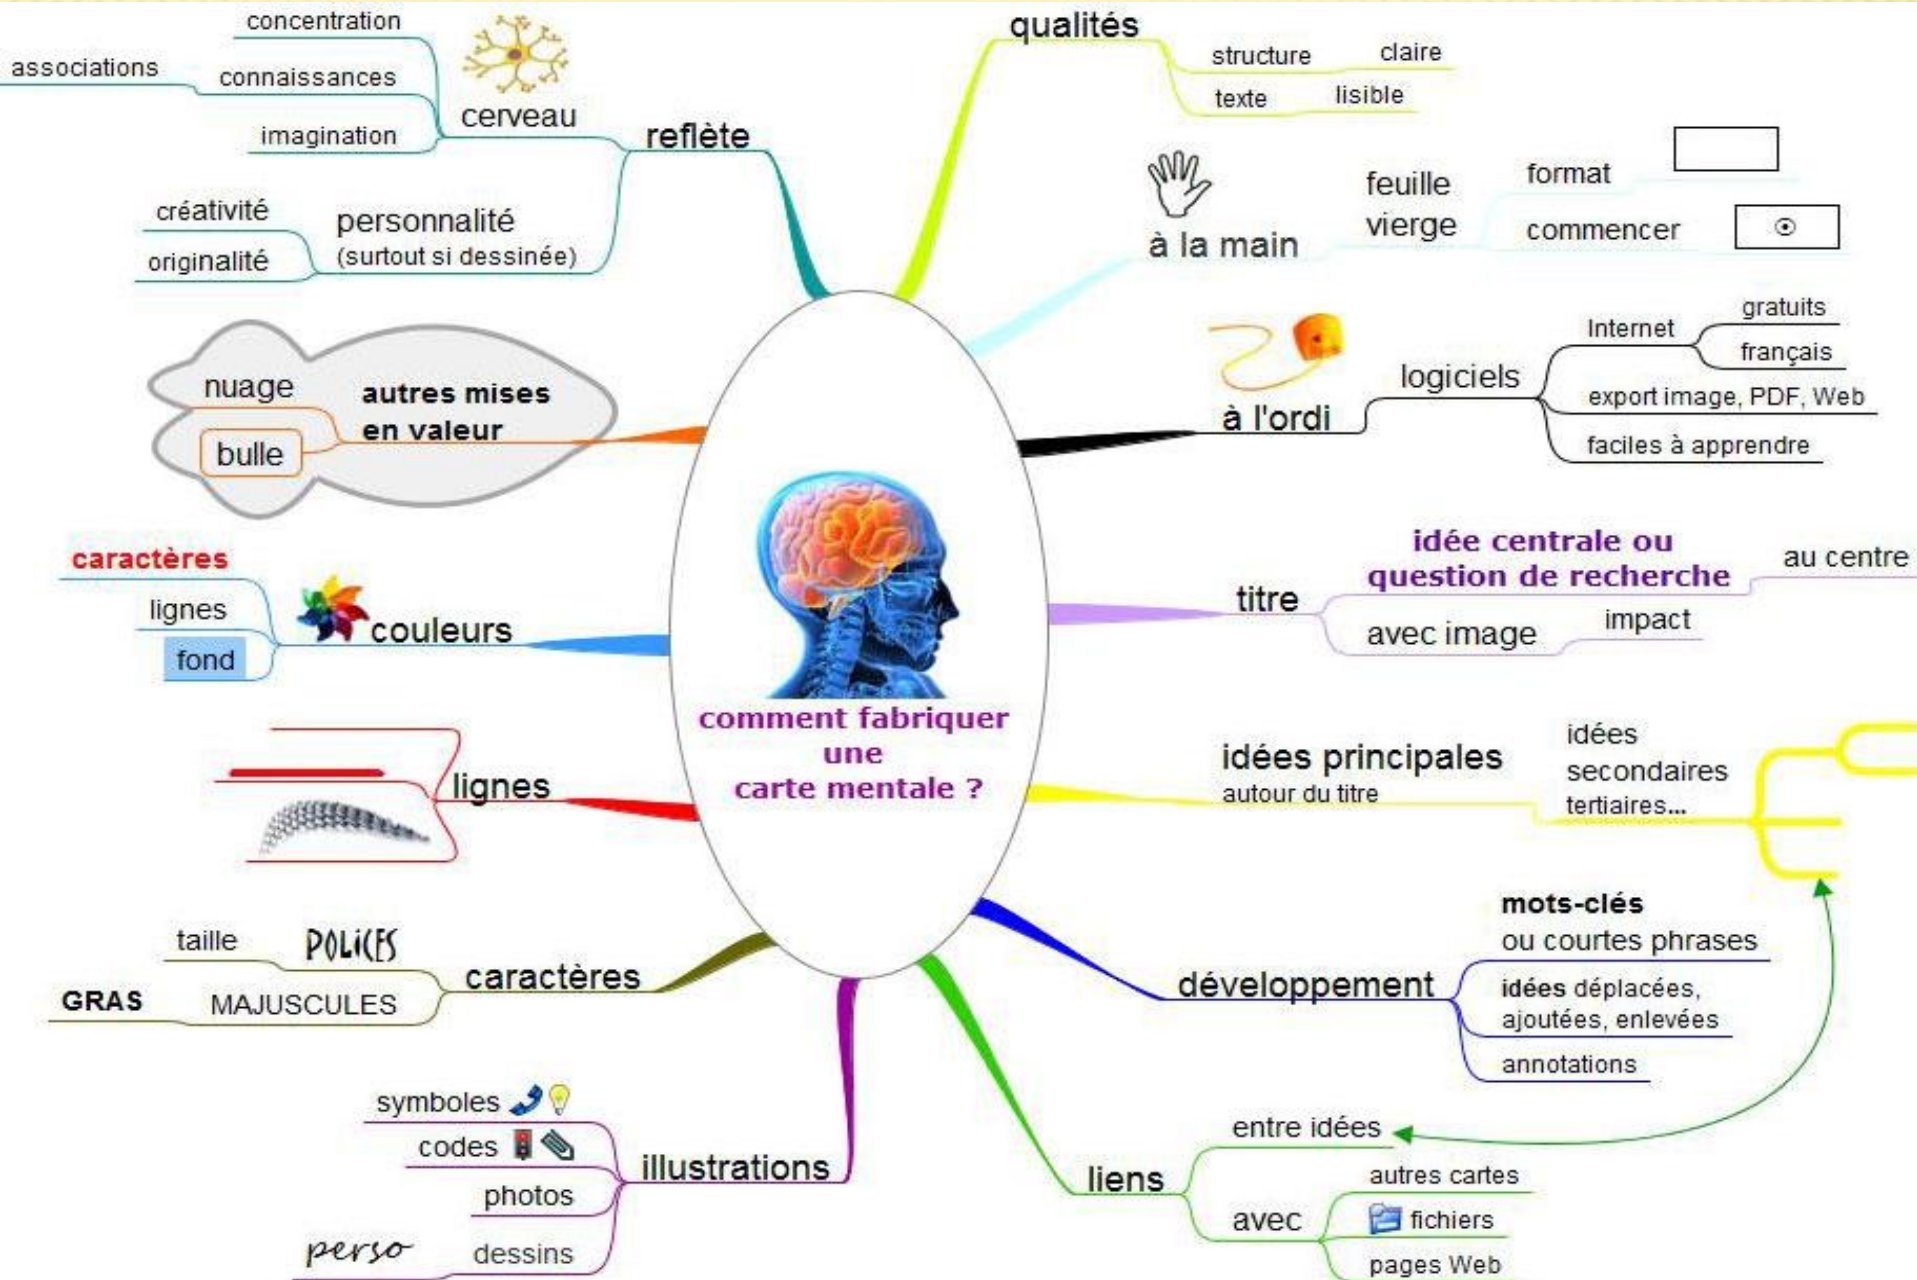 comment fabriquer
une
carte mentale ?
qualités
structure
claire
texte
lisible
à la main
feuille
vierge
format
commencer
à l'ordi
logiciels
Internet
gratuits
français
export image, PDF, Web
faciles à apprendre
titre
idée centrale ou
question de recherche
au centre
avec image
impact
idées principales
autour du titre
idées
secondaires
tertiaires...
développement
mots-clés
ou courtes phrases
idées déplacées,
ajoutées, enlevées
annotations
liens
entre idées
avec
autres cartes
fichiers
pages Web
illustrations
symboles
codes
photos
dessins
perso
caractères
POLiCES
taille
MAJUSCULES
GRAS
lignes
couleurs
caractères
lignes
fond
autres mises
en valeur
nuage
bulle
reflète
cerveau
concentration
connaissances
associations
imagination
personnalité
(surtout si dessinée)
créativité
originalité